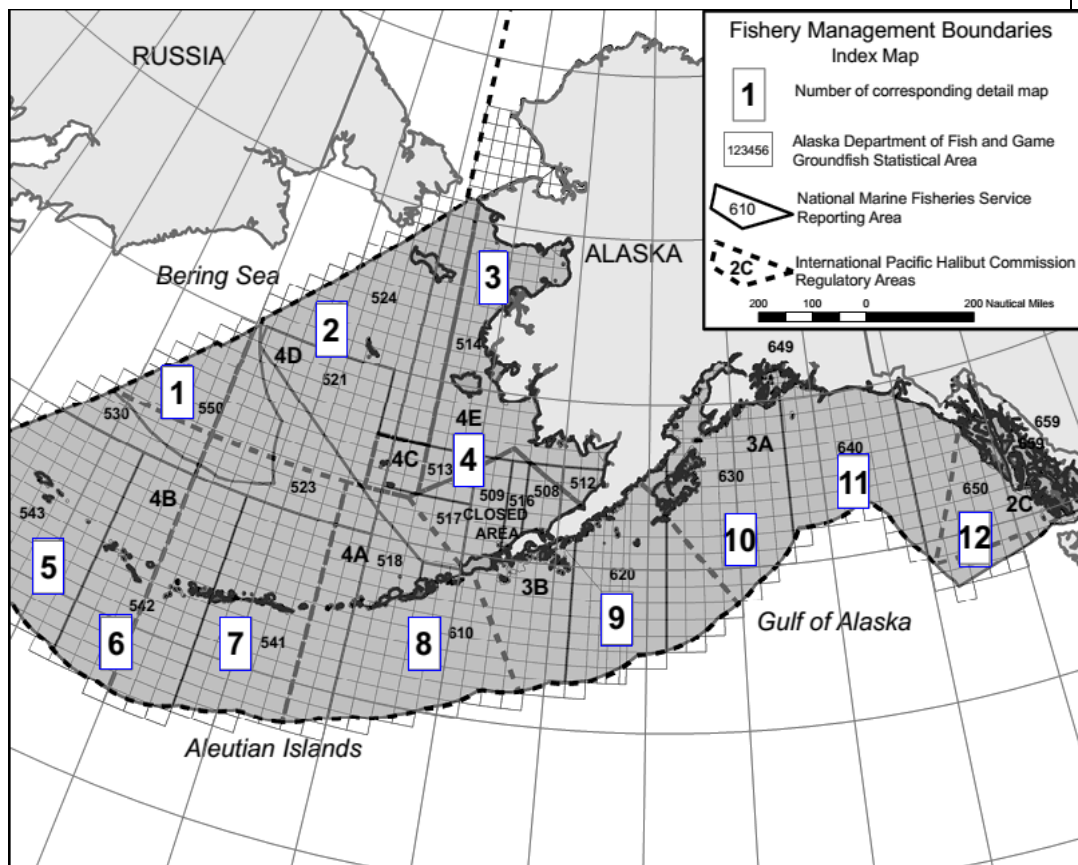 Fishery Management Boundaries
Index Map
1
Number of corresponding detail map
123456
Alaska Department of Fish and Game
Groundfish Statistical Area
610
National Marine Fisheries Service
Reporting Area
2C
International Pacific Halibut Commission
Regulatory Areas
200 100 0 200 Nautical Miles
RUSSIA
ALASKA
Bering Sea
3
524
2
514
649
4D
521
1
550
530
4E
659
659
3A
640
4C
513
4
630
11
650
2C
4B
523
509
516
508
512
543
517
CLOSED
AREA
10
12
4A
518
5
3B
620
542
9
6
7
541
8
610
Gulf of Alaska
Aleutian Islands